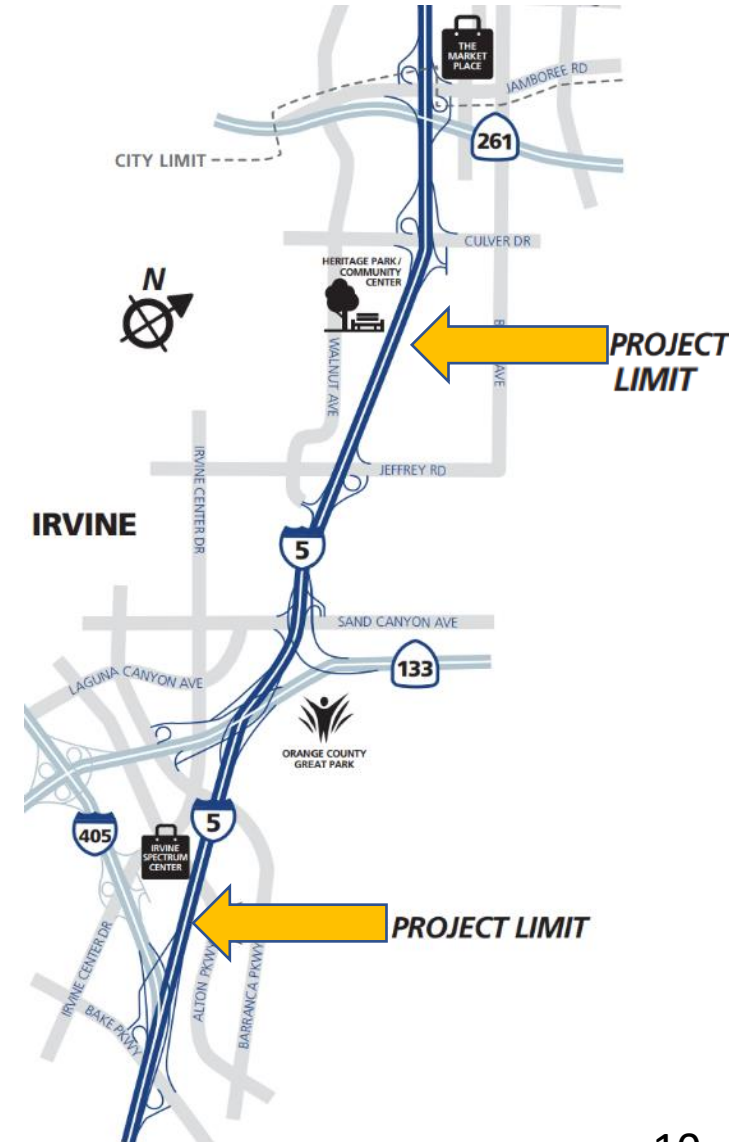 THE
MARKET
PLACE
JAMBOREE RD
261
CITY LIMIT
CULVER DR
HERITAGE PARK /
COMMUNITY
CENTER
N
PROJECT
LIMIT
WALNUT AVE
AVE
IRVINE CENTER DR
JEFFREY RD
IRVINE
5
SAND CANYON AVE
133
LAGUNA CANYON AVE
ORANGE COUNTY
GREAT PARK
5
405
IRVINE
SPECTRUM
CENTER
PROJECT LIMIT
IRVINE CENTER DR
ALTON PKWY
BARRANCA PKWY
BAKE PKWY